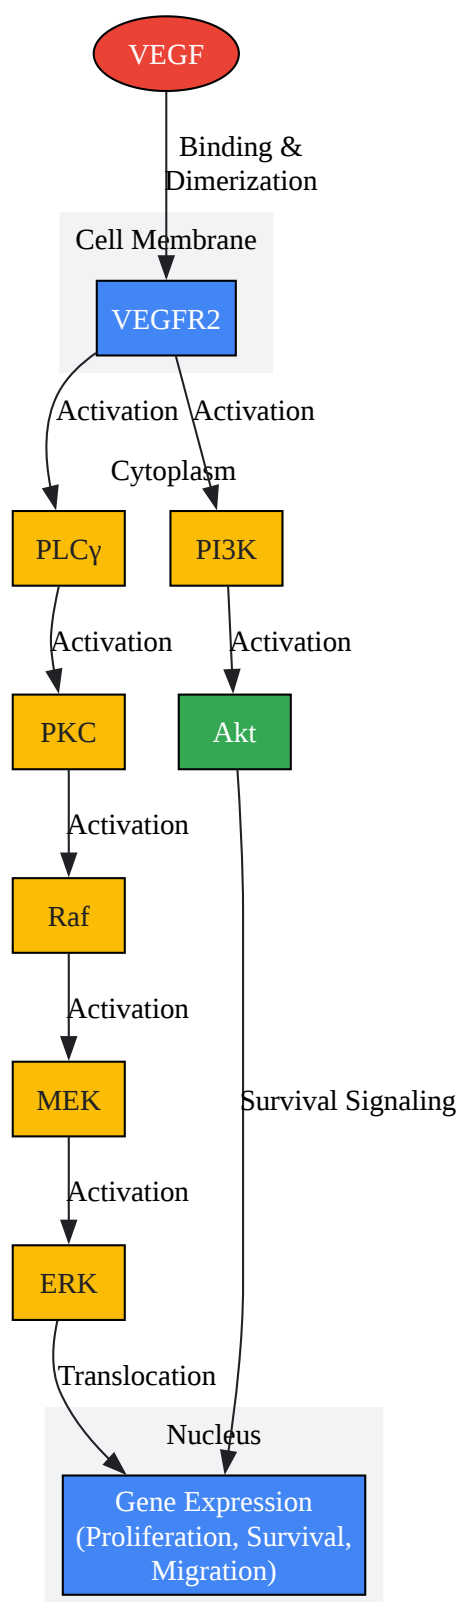 VEGF
Binding &
Dimerization
Cell Membrane
VEGFR2
Activation
Activation
Cytoplasm
PLCγ
PI3K
Activation
Activation
PKC
Akt
Activation
Raf
Activation
MEK
Survival Signaling
Activation
ERK
Translocation
Nucleus
Gene Expression
(Proliferation, Survival,
Migration)